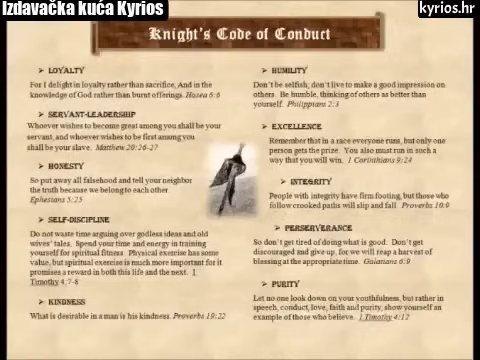 Izdavačka kuća Kyrios
kyrios.hr
Knight's Code of Conduct
➢ LOYALTY
For I delight in loyalty rather than sacrifice, And in the
knowledge of God rather than burnt offerings. Hosea 6:6
➢ SERVANT-LEADERSHIP
Whoever wishes to become great among you shall be your
servant, and whoever wishes to be first among you
shall be your slave. Matthew 20:26-27
➢ HONESTY
So put away all falsehood and tell your neighbor
the truth because we belong to each other
Ephesians 5:25
➢ SELF-DISCIPLINE
Do not waste time arguing over godless ideas and old
wives' tales. Spend your time and energy in training
yourself for spiritual fitness. Physical exercise has some
value, but spiritual exercise is much more important for it
promises a reward in both this life and the next. 1
Timothy 4:7-8
➢ KINDNESS
What is desirable in a man is his kindness. Proverbs 19:22
➢ HUMILITY
Don't be selfish; don't live to make a good impression on
others. Be humble, thinking of others as better than
yourself. Philippians 2:3
➢ EXCELLENCE
Remember that in a race everyone runs, but only one
person gets the prize. You also must run in such a
way that you will win. 1 Corinthians 9:24
➢ INTEGRITY
People with integrity have firm footing, but those who
follow crooked paths will slip and fall. Proverbs 10:9
➢ PERSERVERANCE
So don't get tired of doing what is good. Don't get
discouraged and give up, for we will reap a harvest of
blessing at the appropriate time. Galatians 6:9
➢ PURITY
Let no one look down on your youthfulness, but rather in
speech, conduct, love, faith and purity, show yourself an
example of those who believe. 1 Timothy 4:12